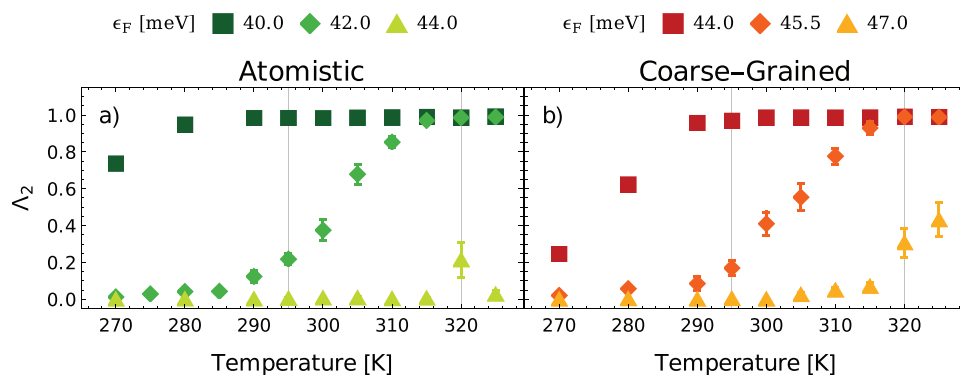 ϵF [meV] 40.0 42.0 44.0 ϵF [meV] 44.0 45.5 47.0
Atomistic Coarse–Grained
a) b)
1.0
0.8
0.6
0.4
0.2
0.0
Λ2
270 280 290 300 310 320 270 280 290 300 310 320
Temperature [K] Temperature [K]